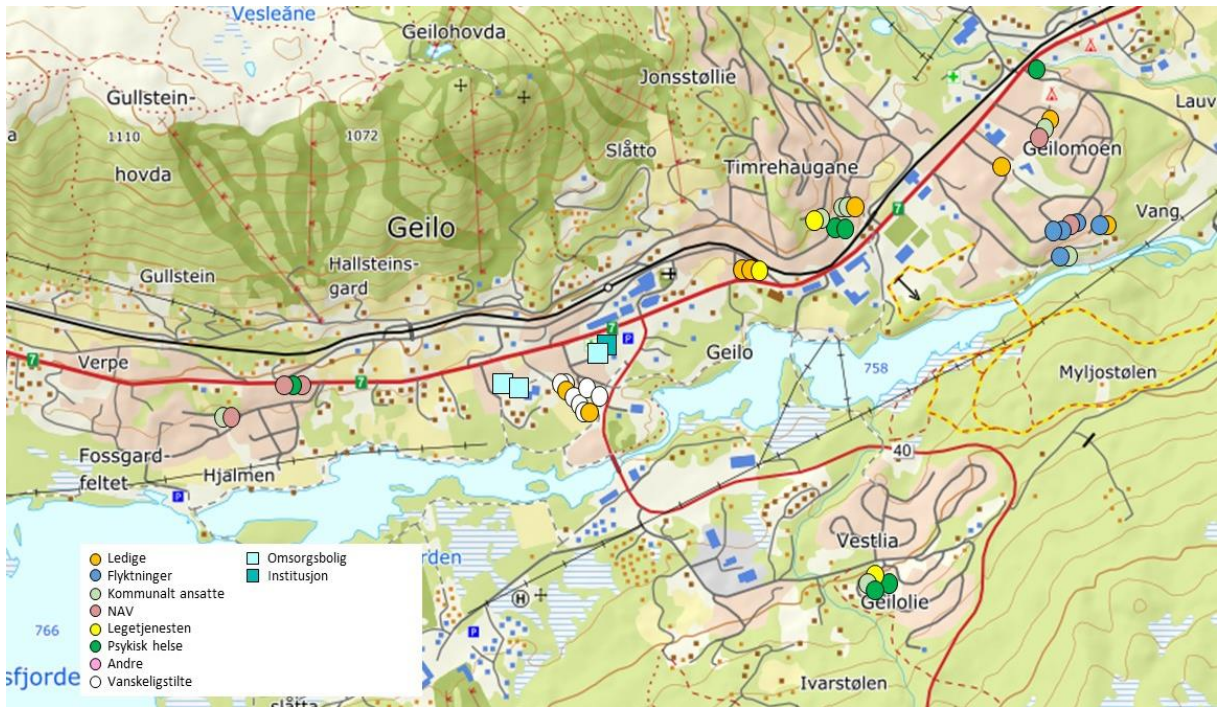 Vesleåne
Geilohovda
Gullstein-
hovda
a
1110
1072
Jonsstøllie
Slåtto
Timrehaugane
Lauv
Geilomoen
Geilo
Vang
Gullstein
Hallsteins-
gard
7
7
7
7
P
Verpe
Geilo
758
Myljostølen
Fossgard-
feltet
Hjalmen
P
40
Vestlia
Geilolie
H
P
766
sfjorde
rden
slåtta
Ivarstølen
Ledige
Flyktninger
Kommunalt ansatte
NAV
Legetjenesten
Psykisk helse
Andre
Vanskeligstilte
Omsorgsbolig
Institusjon